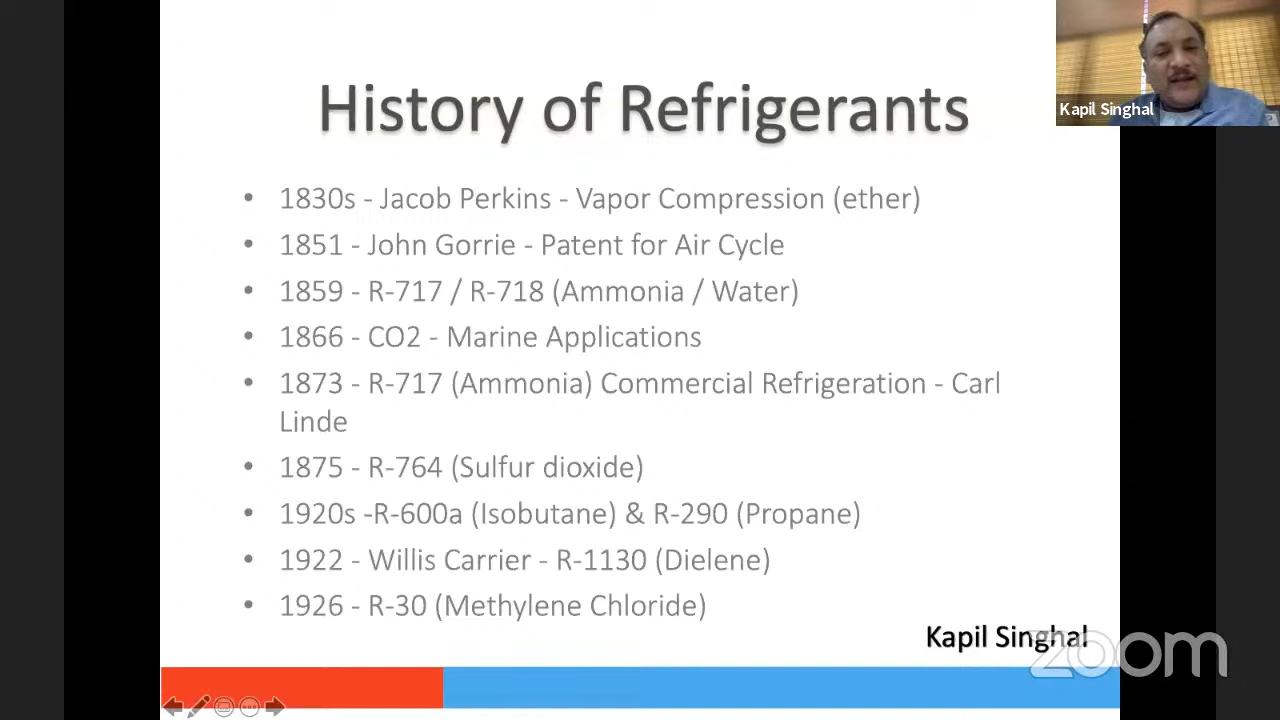 Kapil Singhal
History of Refrigerants
• 1830s - Jacob Perkins - Vapor Compression (ether)
• 1851 - John Gorrie - Patent for Air Cycle
• 1859 - R-717 / R-718 (Ammonia / Water)
• 1866 - CO2 - Marine Applications
• 1873 - R-717 (Ammonia) Commercial Refrigeration - Carl
Linde
• 1875 - R-764 (Sulfur dioxide)
• 1920s -R-600a (Isobutane) & R-290 (Propane)
• 1922 - Willis Carrier - R-1130 (Dielene)
• 1926 - R-30 (Methylene Chloride)
Kapil Singhal
zoom